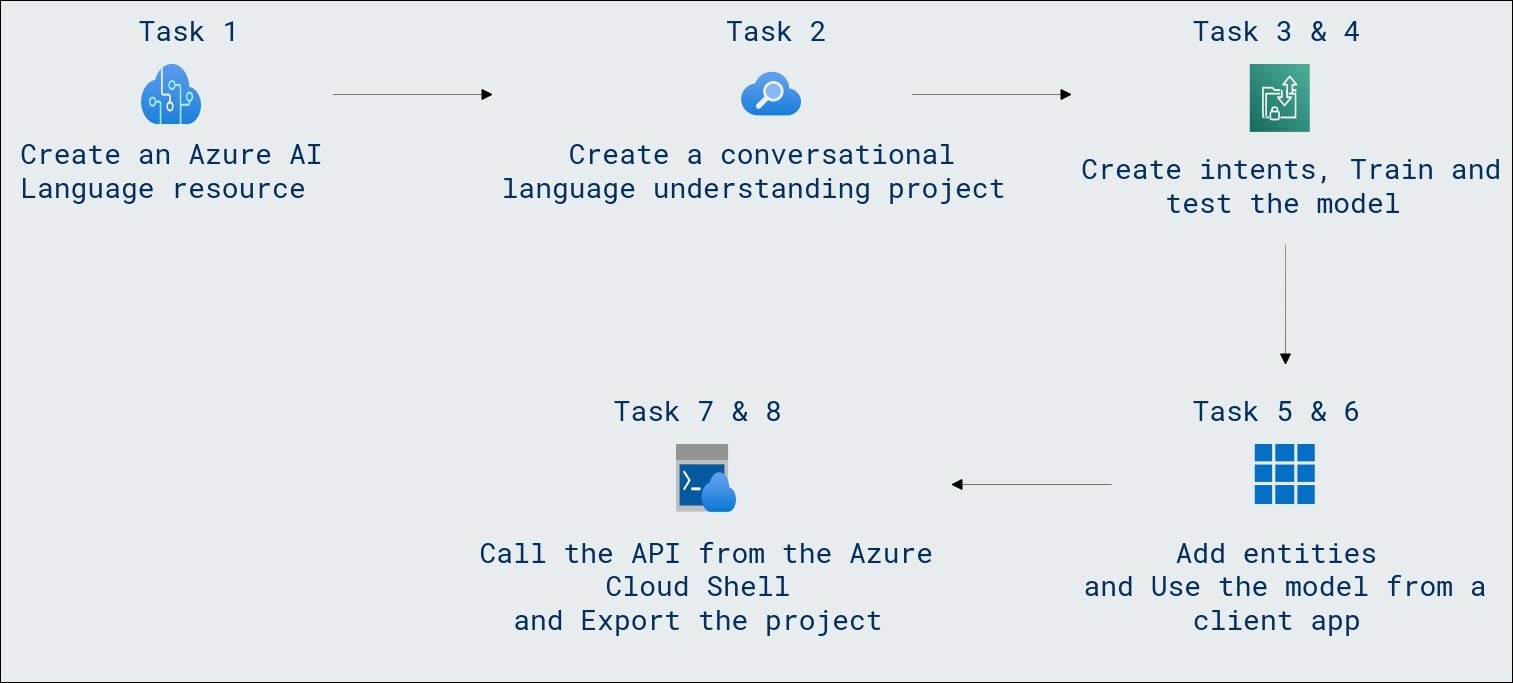 Task 1
Create an Azure AI
Language resource
Task 2
Create a conversational
language understanding project
Task 3 & 4
Create intents, Train and
test the model
Task 5 & 6
Add entities
and Use the model from a
client app
Task 7 & 8
Call the API from the Azure
Cloud Shell
and Export the project